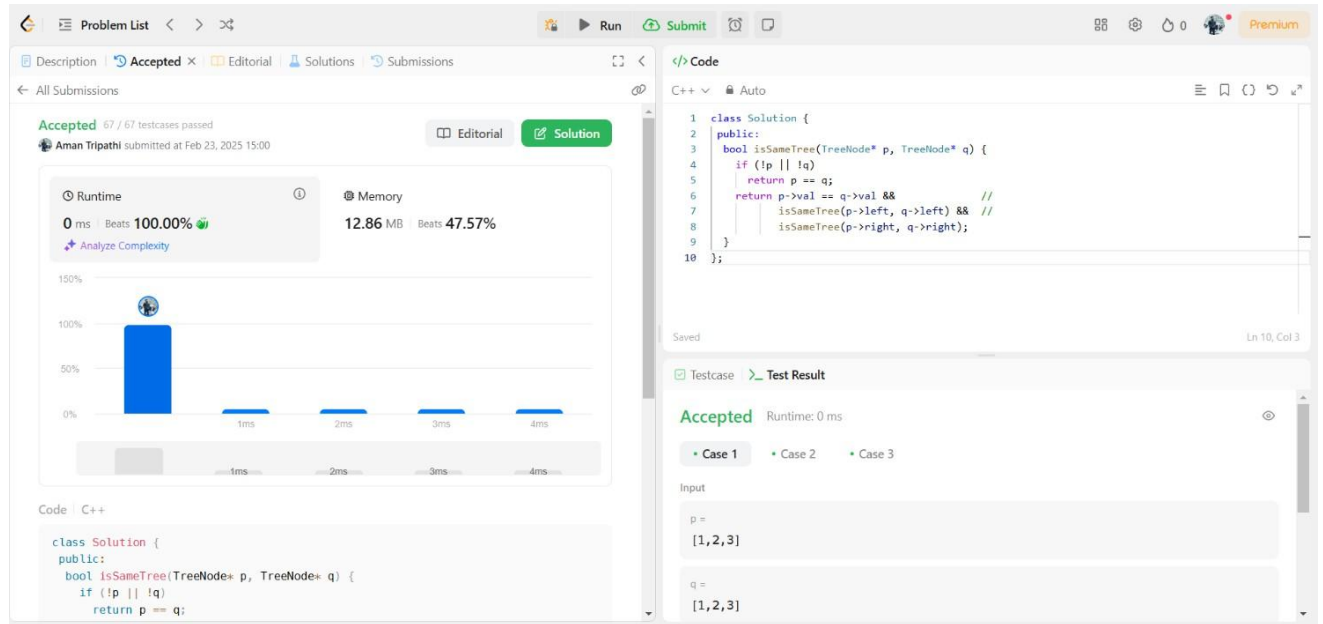 Problem List
Run
Submit
0
Premium
Description
Accepted
Editorial
Solutions
Submissions
All Submissions
Accepted 67 / 67 testcases passed
Aman Tripathi submitted at Feb 23, 2025 15:00
Editorial
Solution
Runtime
0 ms Beats 100.00%
Analyze Complexity
Memory
12.86 MB Beats 47.57%
150%
100%
50%
0%
1ms 2ms 3ms 4ms
1ms 2ms 3ms 4ms
Code C++
class Solution {
public:
bool isSameTree(TreeNode* p, TreeNode* q) {
if (!p || !q)
return p == q;
</> Code
C++ Auto
1 class Solution {
2 public:
3 bool isSameTree(TreeNode* p, TreeNode* q) {
4 if (!p || !q)
5 return p == q;
6 return p->val == q->val && //
7 isSameTree(p->left, q->left) && //
8 isSameTree(p->right, q->right);
9 }
10 };
Saved
Ln 10, Col 3
Testcase
>_ Test Result
Accepted Runtime: 0 ms
• Case 1 • Case 2 • Case 3
Input
p =
[1,2,3]
q =
[1,2,3]